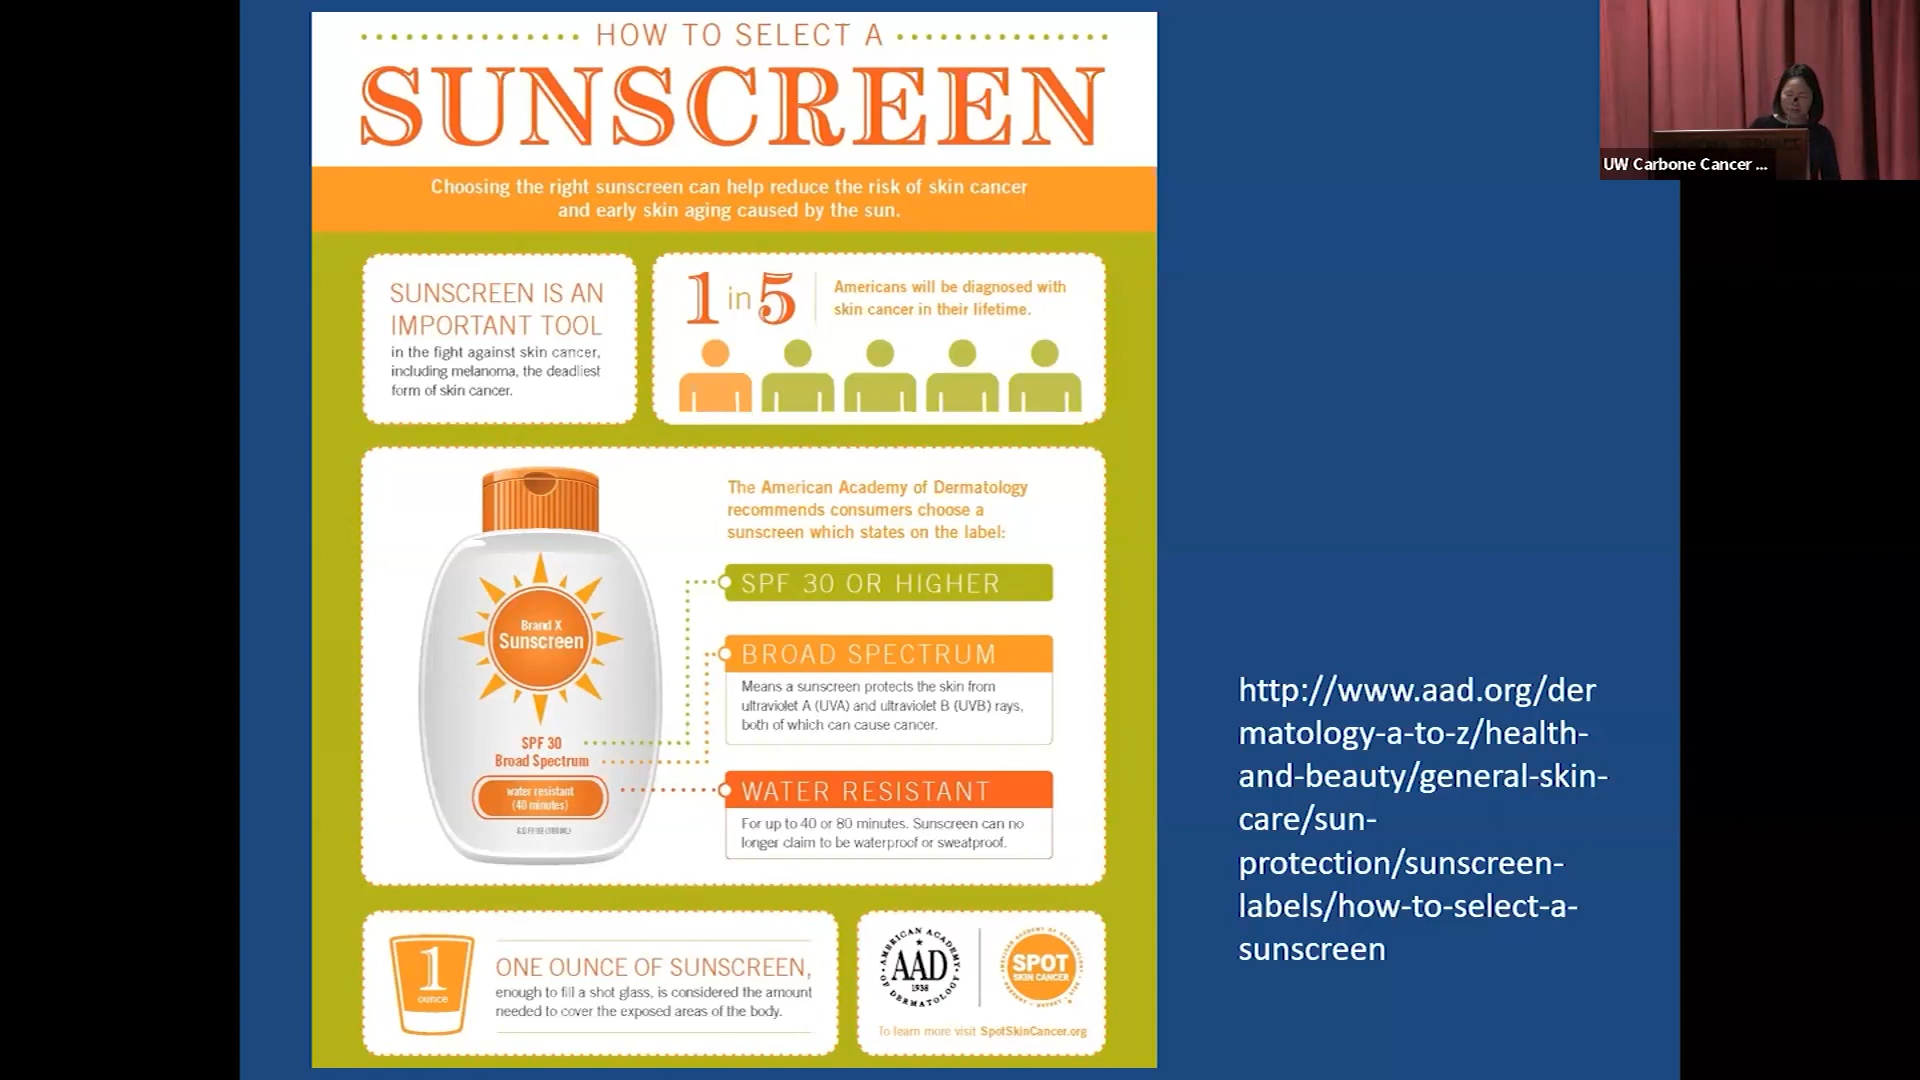 HOW TO SELECT A
SUNSCREEN
Choosing the right sunscreen can help reduce the risk of skin cancer
and early skin aging caused by the sun.
SUNSCREEN IS AN
IMPORTANT TOOL
in the fight against skin cancer,
including melanoma, the deadliest
form of skin cancer.
1 in 5
Americans will be diagnosed with
skin cancer in their lifetime.
Brand X
Sunscreen
SPF 30
Broad Spectrum
water resistant
(40 minutes)
The American Academy of Dermatology
recommends consumers choose a
sunscreen which states on the label:
SPF 30 OR HIGHER
BROAD SPECTRUM
Means a sunscreen protects the skin from
ultraviolet A (UVA) and ultraviolet B (UVB) rays,
both of which can cause cancer.
WATER RESISTANT
For up to 40 or 80 minutes. Sunscreen can no
longer claim to be waterproof or sweatproof.
1
ounce
ONE OUNCE OF SUNSCREEN,
enough to fill a shot glass, is considered the amount
needed to cover the exposed areas of the body.
AMERICAN ACADEMY
AAD
1938
OF DERMATOLOGY
SPOT
SKIN CANCER
To learn more visit SpotSkinCancer.org
http://www.aad.org/der
matology-a-to-z/health-
and-beauty/general-skin-
care/sun-
protection/sunscreen-
labels/how-to-select-a-
sunscreen
UW Carbone Cancer ...